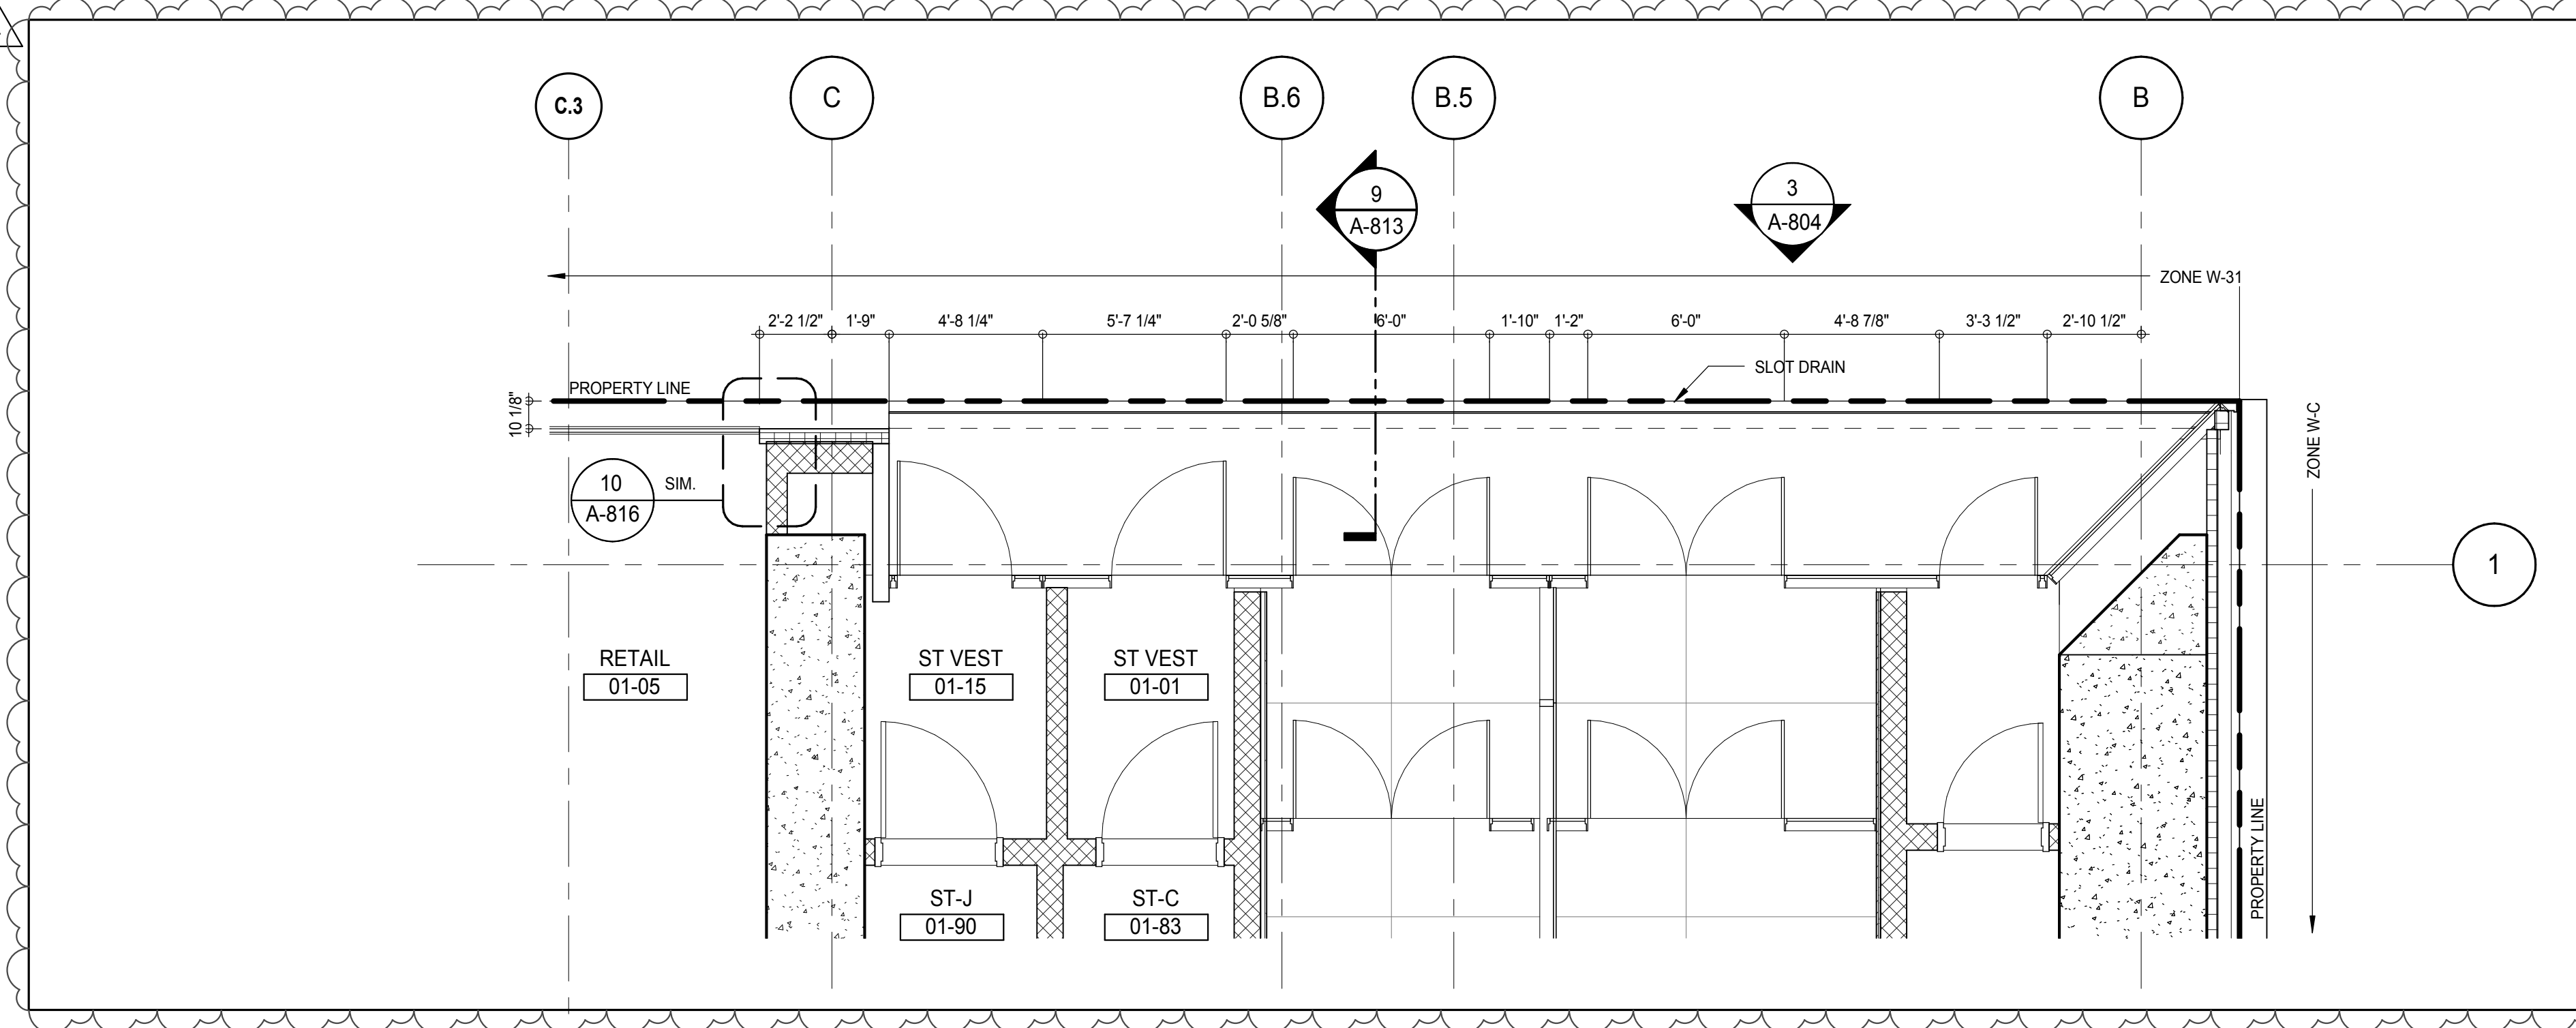 C.3
C
B.6
B.5
B
9
A-813
3
A-804
ZONE W-31
2'-2 1/2"
1'-9"
4'-8 1/4"
5'-7 1/4"
2'-0 5/8"
6'-0"
1'-10"
1'-2"
6'-0"
4'-8 7/8"
3'-3 1/2"
2'-10 1/2"
SLOT DRAIN
PROPERTY LINE
10 1/8"
ZONE W-C
10
A-816
SIM.
1
RETAIL
01-05
ST VEST
01-15
ST VEST
01-01
PROPERTY LINE
ST-J
01-90
ST-C
01-83